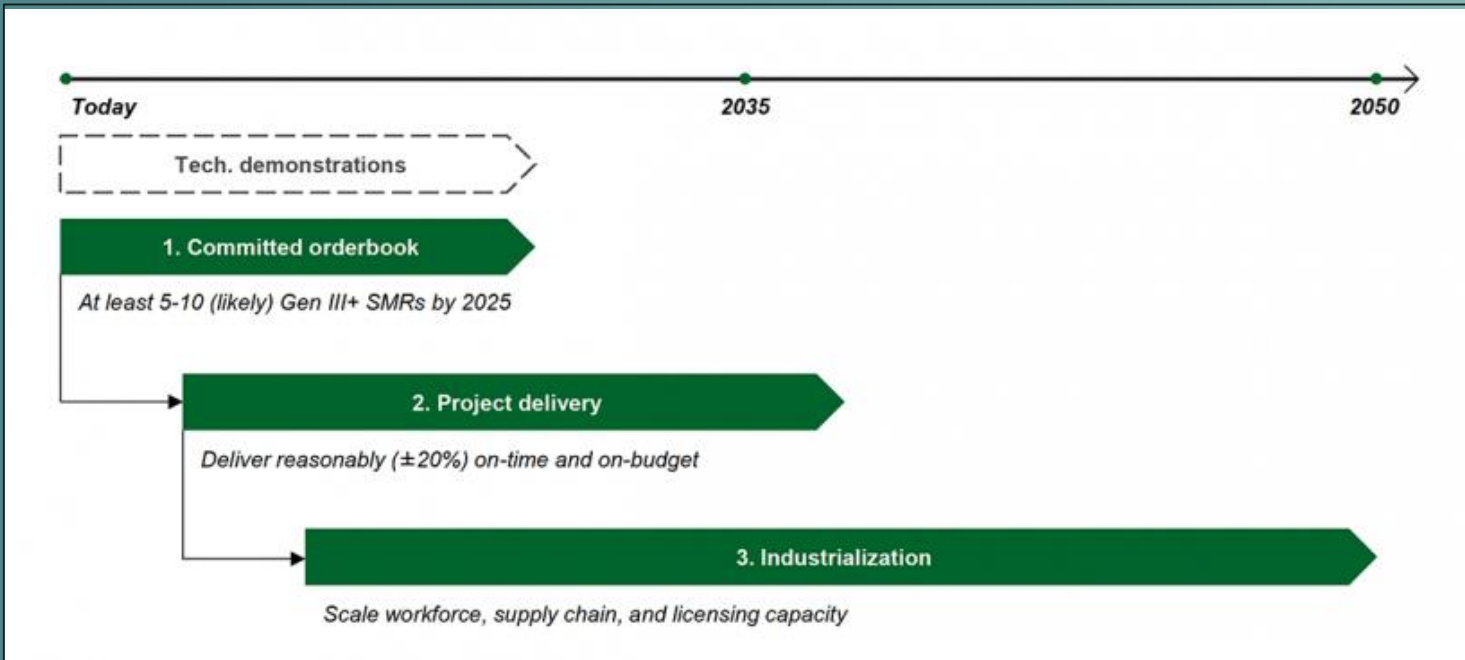 Today
2035
2050
Tech. demonstrations
1. Committed orderbook
At least 5-10 (likely) Gen III+ SMRs by 2025
2. Project delivery
Deliver reasonably (±20%) on-time and on-budget
3. Industrialization
Scale workforce, supply chain, and licensing capacity